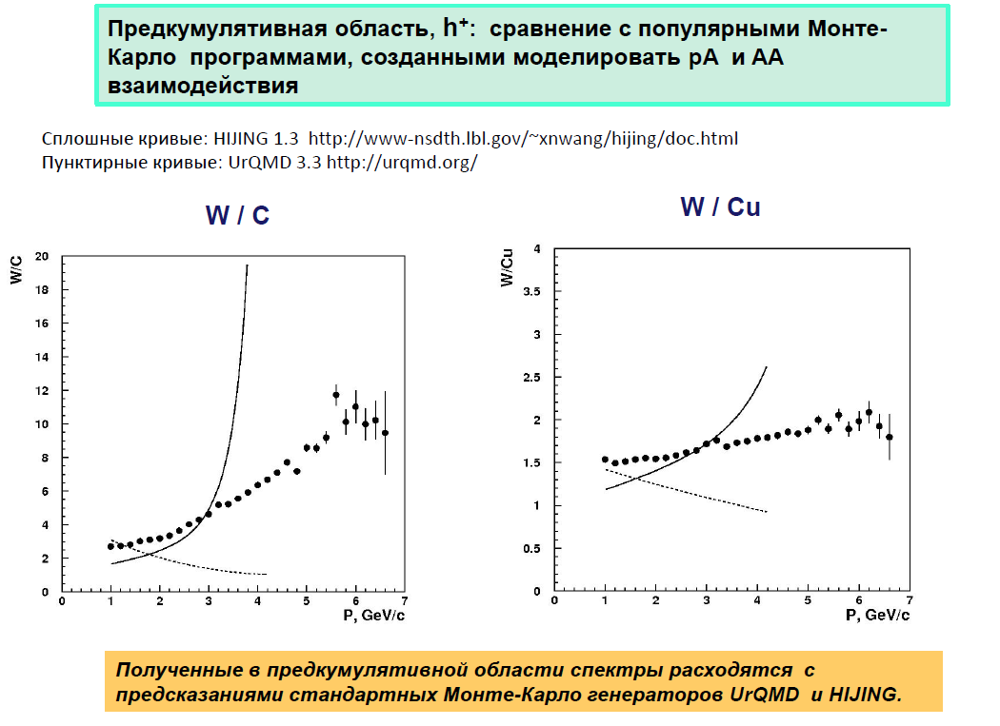 Предкумулятивная область, h⁺: сравнение с популярными Монте-
Карло программами, созданными моделировать pA и AA
взаимодействия
Сплошные кривые: HIJING 1.3 http://www-nsdth.lbl.gov/~xnwang/hijing/doc.html
Пунктирные кривые: UrQMD 3.3 http://urqmd.org/
W / C
W/C
20
18
16
14
12
10
8
6
4
2
0
0 1 2 3 4 5 6 7
P, GeV/c
W / Cu
W/Cu
4
3.5
3
2.5
2
1.5
1
0.5
0
0 1 2 3 4 5 6 7
P, GeV/c
Полученные в предкумулятивной области спектры расходятся с
предсказаниями стандартных Монте-Карло генераторов UrQMD и HIJING.